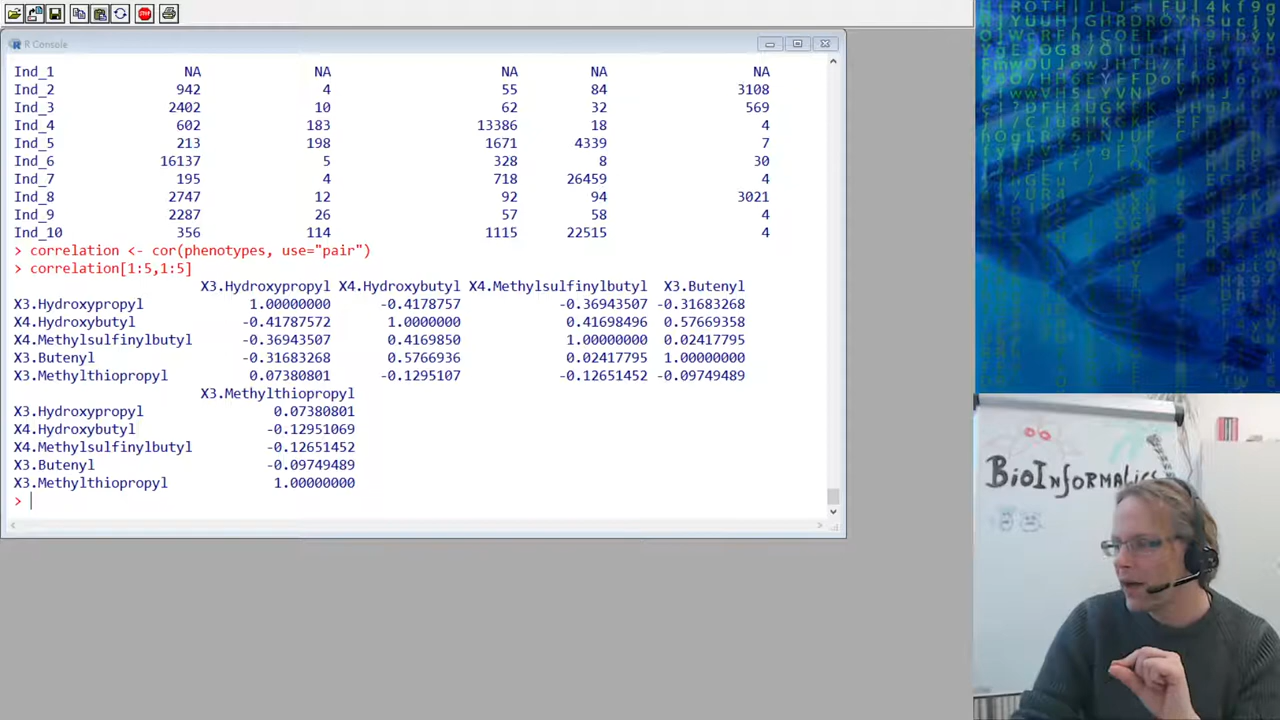 R Console
Ind_1 NA NA NA NA NA
Ind_2 942 4 55 84 3108
Ind_3 2402 10 62 32 569
Ind_4 602 183 13386 18 4
Ind_5 213 198 1671 4339 7
Ind_6 16137 5 328 8 30
Ind_7 195 4 718 26459 4
Ind_8 2747 12 92 94 3021
Ind_9 2287 26 57 58 4
Ind_10 356 114 1115 22515 4
> correlation <- cor(phenotypes, use="pair")
> correlation[1:5,1:5]
X3.Hydroxypropyl X4.Hydroxybutyl X4.Methylsulfinylbutyl X3.Butenyl
X3.Hydroxypropyl 1.00000000 -0.4178757 -0.36943507 -0.31683268
X4.Hydroxybutyl -0.41787572 1.0000000 0.41698496 0.57669358
X4.Methylsulfinylbutyl -0.36943507 0.4169850 1.00000000 0.02417795
X3.Butenyl -0.31683268 0.5766936 0.02417795 1.00000000
X3.Methylthiopropyl 0.07380801 -0.1295107 -0.12651452 -0.09749489
X3.Methylthiopropyl
X3.Hydroxypropyl 0.07380801
X4.Hydroxybutyl -0.12951069
X4.Methylsulfinylbutyl -0.12651452
X3.Butenyl -0.09749489
X3.Methylthiopropyl 1.00000000
>
STOP
BioInformatics